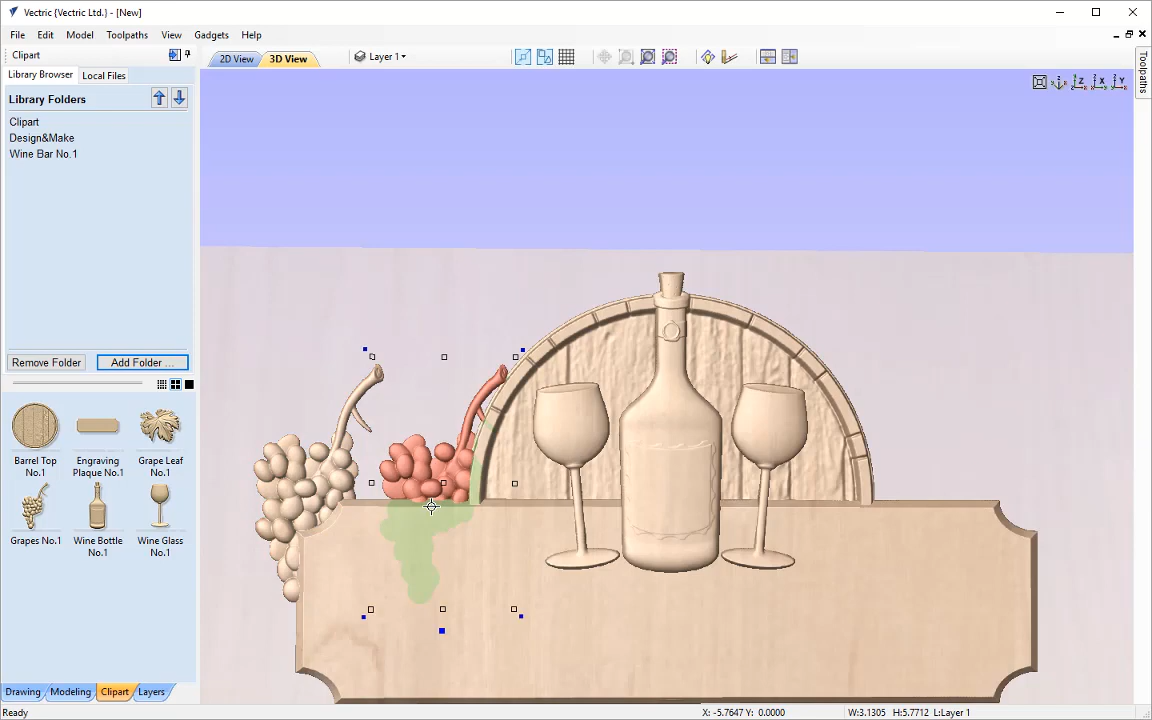 Vectric {Vectric Ltd.} - [New]
File Edit Model Toolpaths View Gadgets Help
Clipart
2D View 3D View Layer 1
Library Browser Local Files
Toolpaths
Library Folders
Z X Y
Clipart
Design&Make
Wine Bar No.1
Remove Folder Add Folder ...
Barrel Top No.1
Engraving Plaque No.1
Grape Leaf No.1
Grapes No.1
Wine Bottle No.1
Wine Glass No.1
Drawing Modeling Clipart Layers
Ready X: -5.7647 Y: 0.0000 W:3.1305 H:5.7712 L:Layer 1